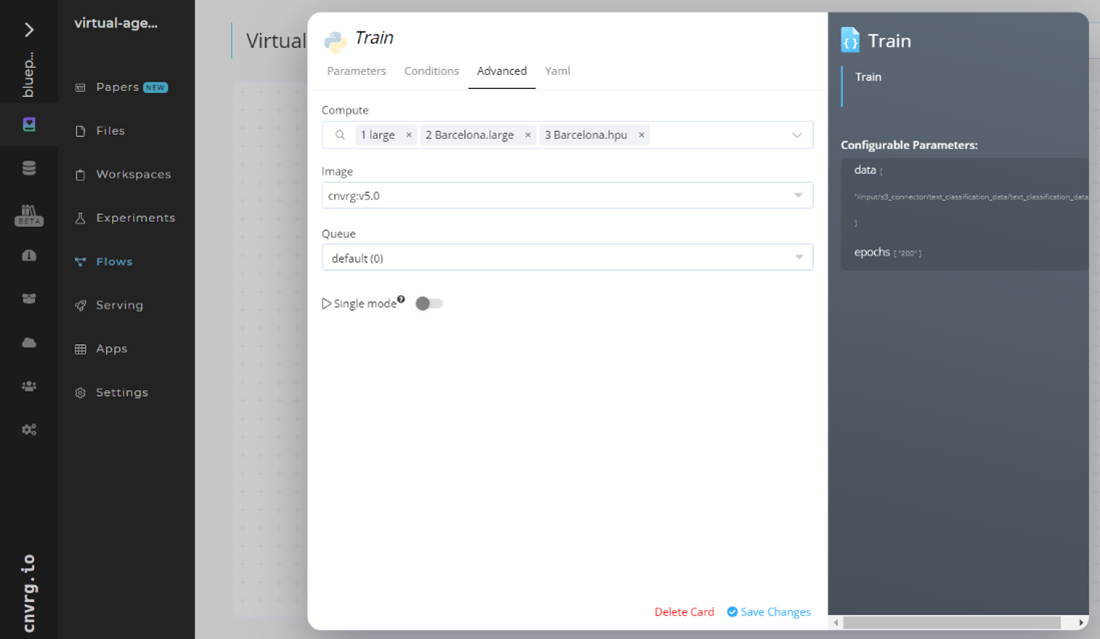 virtual-age...
bluep...
Papers NEW
Files
Workspaces
BETA
Experiments
Flows
Serving
Apps
Settings
cnvrg.io
Virtual
Train
Parameters Conditions Advanced Yaml
Compute
1 large × 2 Barcelona.large × 3 Barcelona.hpu ×
Image
cnvrg:v5.0
Queue
default (0)
Single mode?
Delete Card Save Changes
{} Train
Train
Configurable Parameters:
data [
"/input/s3_connector/text_classification_data/text_classification_data
]
epochs [ "200" ]